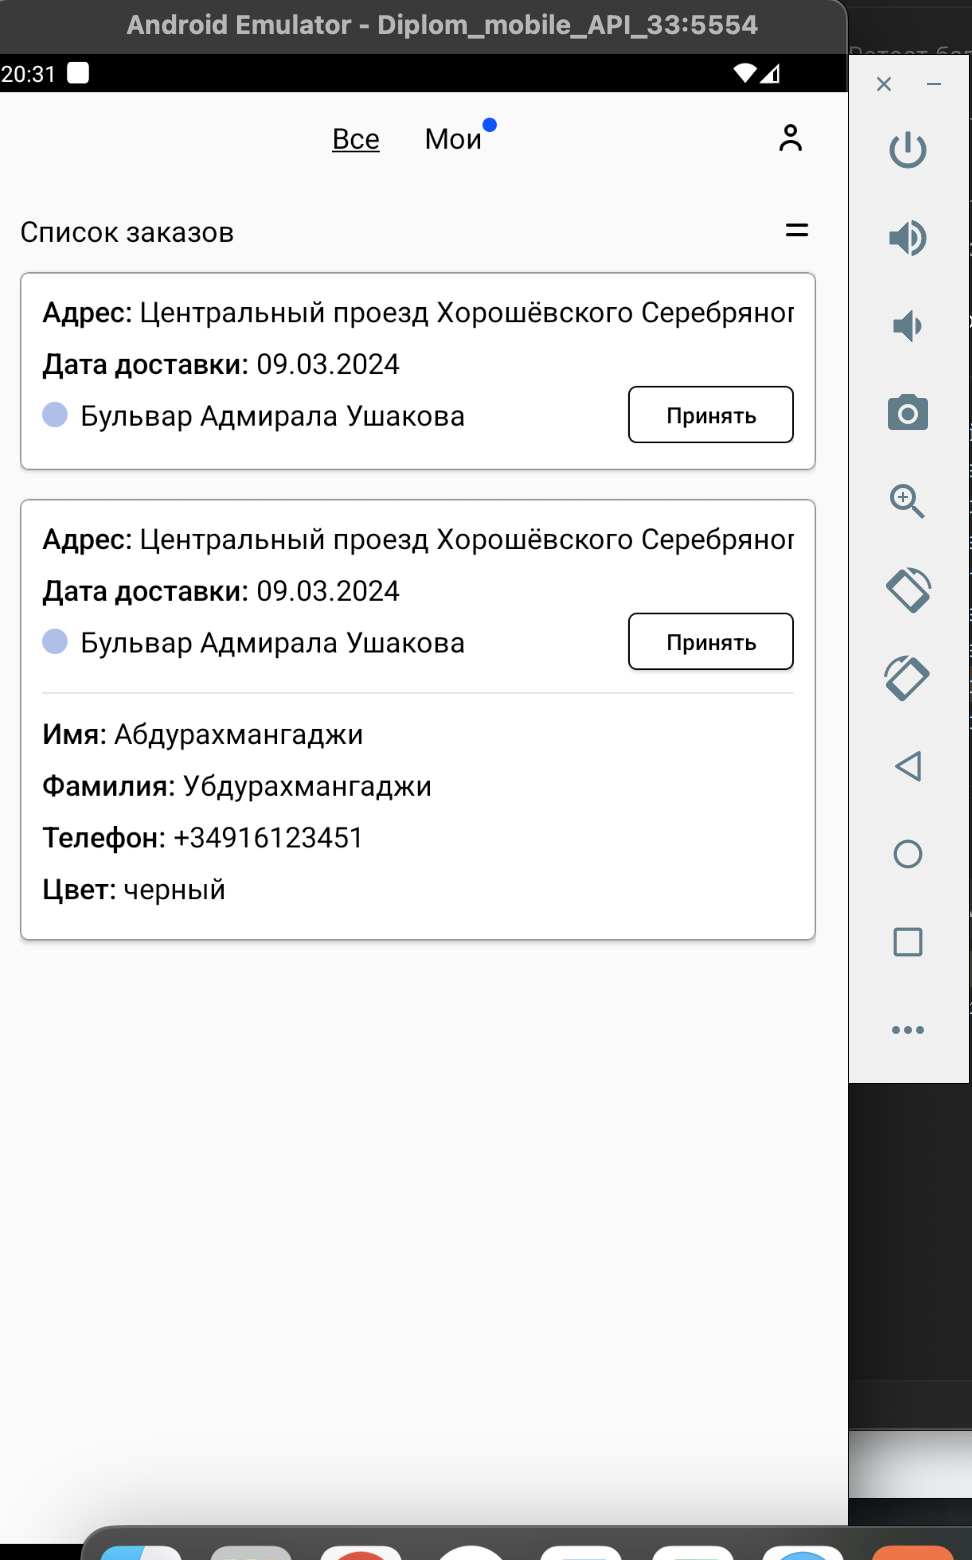 Android Emulator - Diplom_mobile_API_33:5554
20:31
Все Мои
Список заказов
Адрес: Центральный проезд Хорошёвского Серебряног
Дата доставки: 09.03.2024
Бульвар Адмирала Ушакова Принять
Адрес: Центральный проезд Хорошёвского Серебряног
Дата доставки: 09.03.2024
Бульвар Адмирала Ушакова Принять
Имя: Абдурахмангаджи
Фамилия: Убдурахмангаджи
Телефон: +34916123451
Цвет: черный